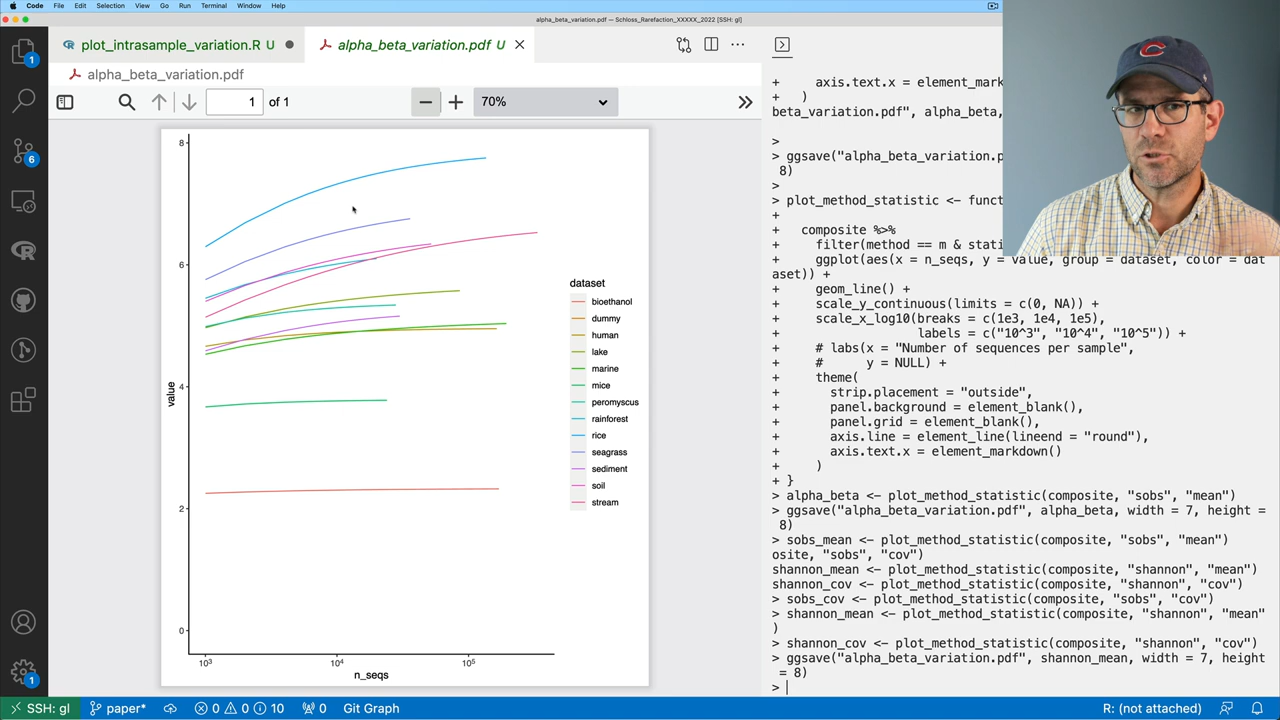 Code File Edit Selection View Go Run Terminal Window Help
alpha_beta_variation.pdf — Schloss_Rarefaction_XXXXX_2022 [SSH: gl]
plot_intrasample_variation.R U
alpha_beta_variation.pdf U
alpha_beta_variation.pdf
1 of 1
70%
8
6
4
2
0
value
10^3 10^4 10^5
n_seqs
dataset
bioethanol
dummy
human
lake
marine
mice
peromyscus
rainforest
rice
seagrass
sediment
soil
stream
+ axis.text.x = element_mark
+ )
beta_variation.pdf", alpha_beta,
>
> ggsave("alpha_beta_variation.p
8)
>
> plot_method_statistic <- funct
+
+ composite %>%
+ filter(method == m & stati
+ ggplot(aes(x = n_seqs, y = value, group = dataset, color = dat
aset)) +
+ geom_line() +
+ scale_y_continuous(limits = c(0, NA)) +
+ scale_x_log10(breaks = c(1e3, 1e4, 1e5),
+ labels = c("10^3", "10^4", "10^5")) +
+ # labs(x = "Number of sequences per sample",
+ # y = NULL) +
+ theme(
+ strip.placement = "outside",
+ panel.background = element_blank(),
+ panel.grid = element_blank(),
+ axis.line = element_line(lineend = "round"),
+ axis.text.x = element_markdown()
+ )
+ }
> alpha_beta <- plot_method_statistic(composite, "sobs", "mean")
> ggsave("alpha_beta_variation.pdf", alpha_beta, width = 7, height =
8)
> sobs_mean <- plot_method_statistic(composite, "sobs", "mean")
osite, "sobs", "cov")
shannon_mean <- plot_method_statistic(composite, "shannon", "mean")
shannon_cov <- plot_method_statistic(composite, "shannon", "cov")
> sobs_cov <- plot_method_statistic(composite, "sobs", "cov")
> shannon_mean <- plot_method_statistic(composite, "shannon", "mean"
)
> shannon_cov <- plot_method_statistic(composite, "shannon", "cov")
> ggsave("alpha_beta_variation.pdf", shannon_mean, width = 7, height
= 8)
>
1
6
1
C
SSH: gl paper* 0 0 10 0 Git Graph R: (not attached)